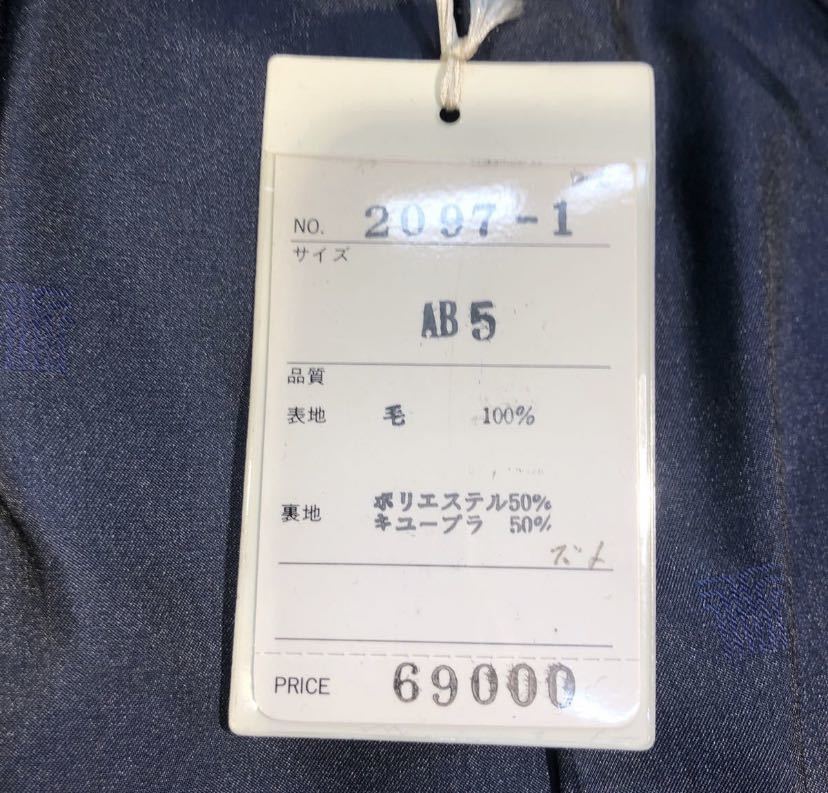 NO. 2097-1
サイズ
AB5
品質
表地 毛 100%
裏地 ポリエステル50%
キユープラ 50%
PRICE 69000